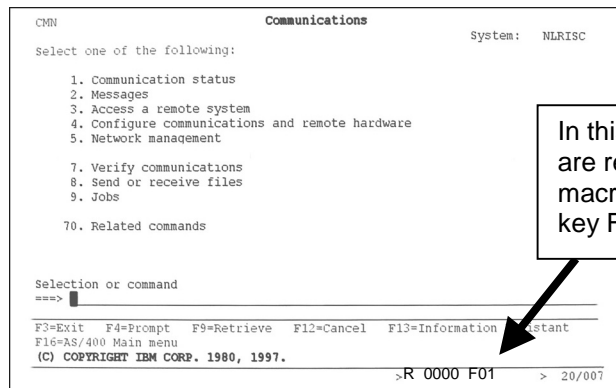 CMN Communications
System: NLRISC
Select one of the following:
1. Communication status
2. Messages
3. Access a remote system
4. Configure communications and remote hardware
5. Network management
7. Verify communications
8. Send or receive files
9. Jobs
70. Related commands
In thi
are re
macr
key F
Selection or command
===>
F3=Exit F4=Prompt F9=Retrieve F12=Cancel F13=Information istant
F16=AS/400 Main menu
(C) COPYRIGHT IBM CORP. 1980, 1997.
>R 0000 F01 > 20/007